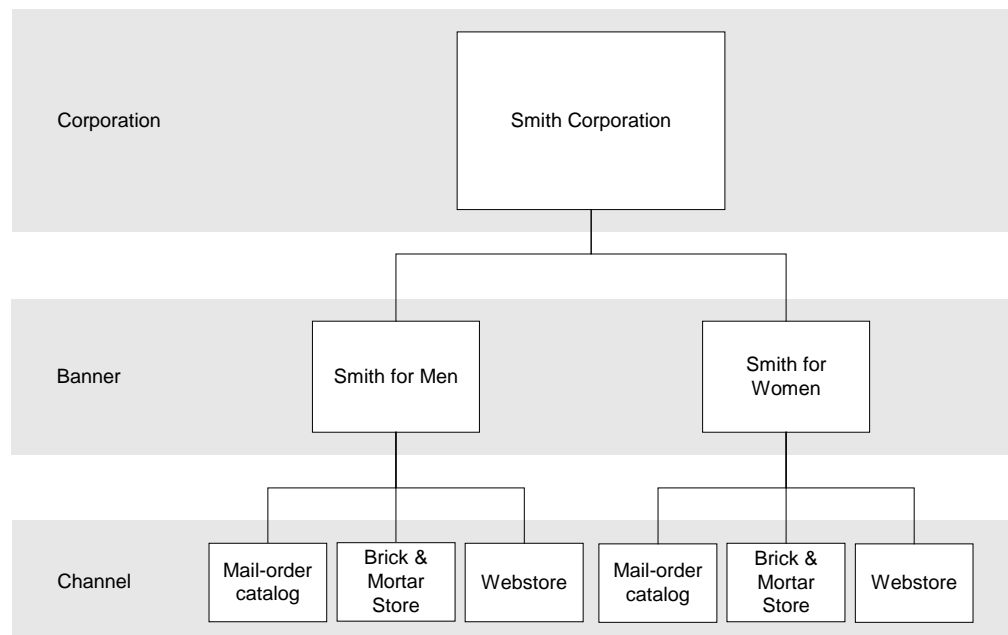 Corporation
Smith Corporation
Banner
Smith for Men
Smith for
Women
Channel
Mail-order
catalog
Brick &
Mortar
Store
Webstore
Mail-order
catalog
Brick &
Mortar
Store
Webstore